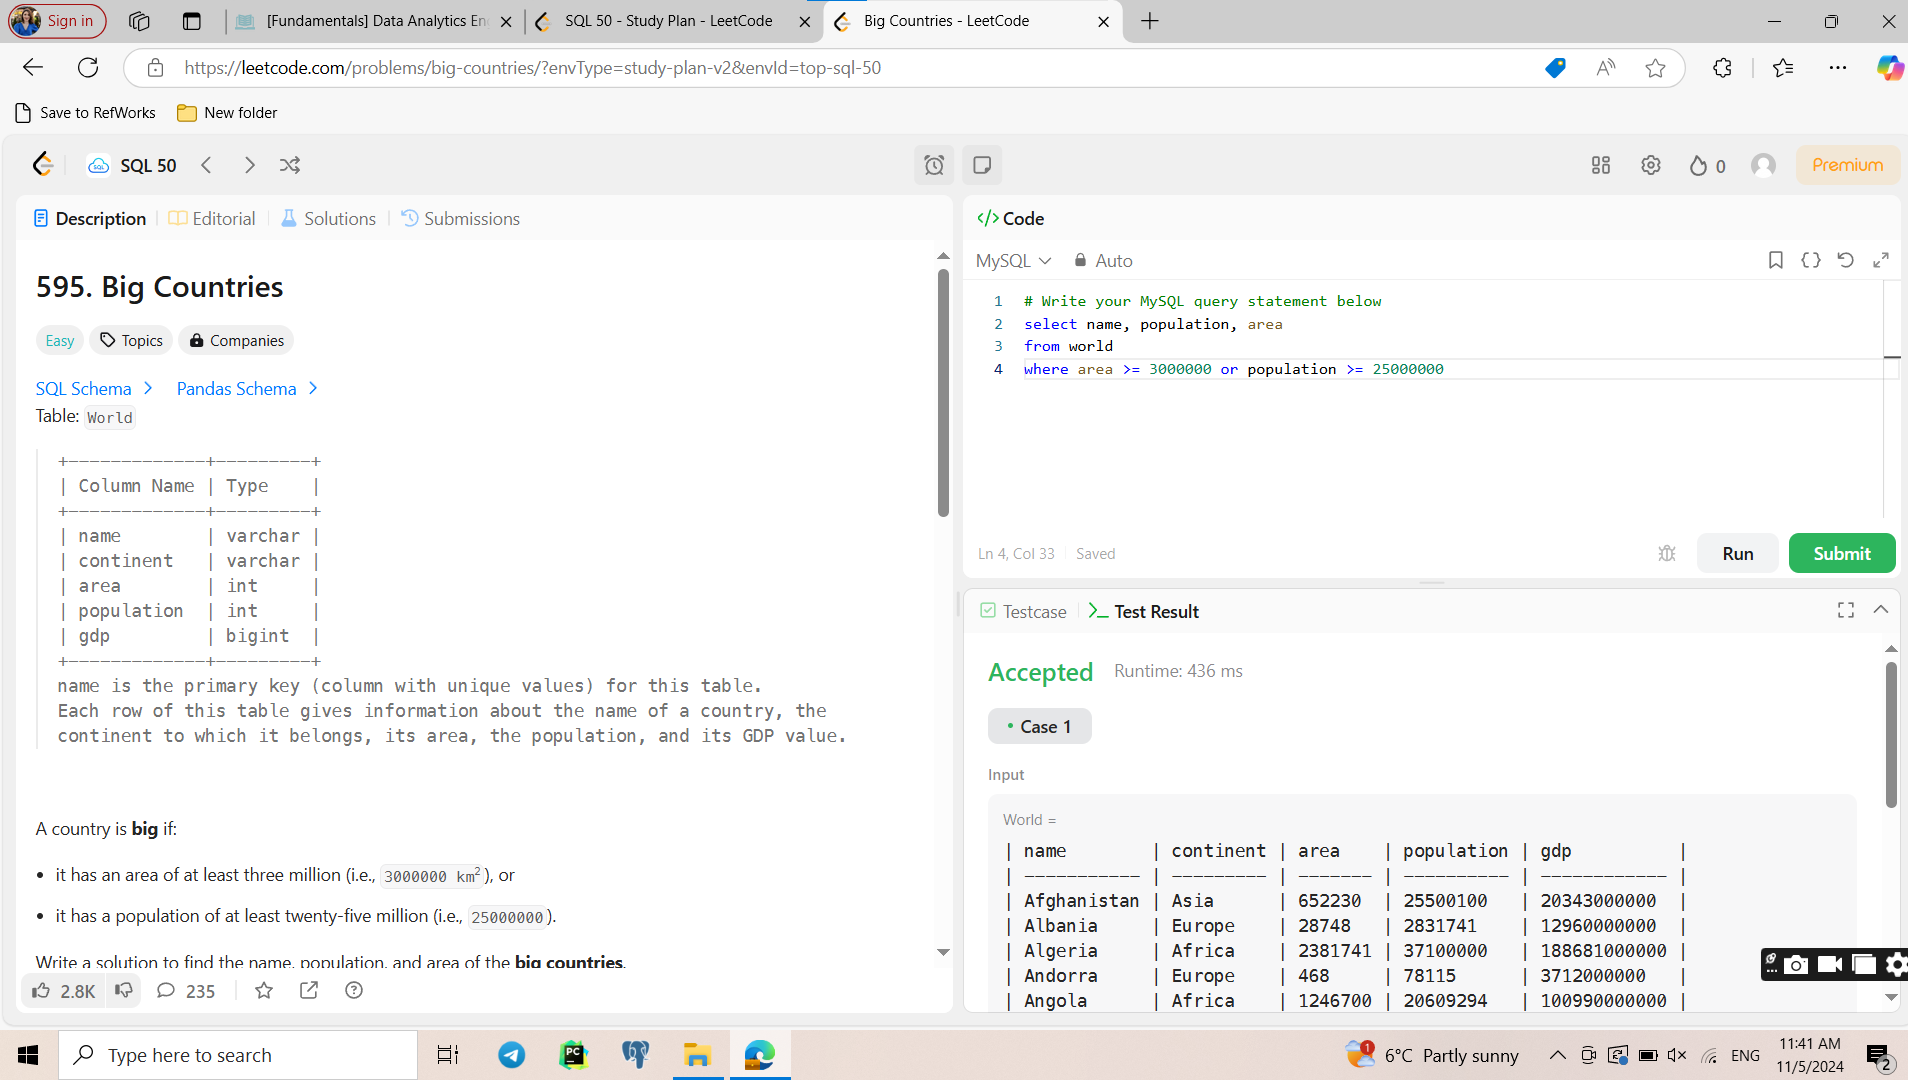 Sign in
[Fundamentals] Data Analytics En
SQL 50 - Study Plan - LeetCode
Big Countries - LeetCode
https://leetcode.com/problems/big-countries/?envType=study-plan-v2&envId=top-sql-50
Save to RefWorks
New folder
SQL 50
0
Premium
Description
Editorial
Solutions
Submissions
595. Big Countries
Easy
Topics
Companies
SQL Schema
Pandas Schema
Table: World
+-------------+---------+
| Column Name | Type    |
+-------------+---------+
| name        | varchar |
| continent   | varchar |
| area        | int     |
| population  | int     |
| gdp         | bigint  |
+-------------+---------+
name is the primary key (column with unique values) for this table.
Each row of this table gives information about the name of a country, the
continent to which it belongs, its area, the population, and its GDP value.
A country is big if:
• it has an area of at least three million (i.e., 3000000 km²), or
• it has a population of at least twenty-five million (i.e., 25000000).
Write a solution to find the name, population, and area of the big countries.
2.8K
235
Code
MySQL
Auto
1 # Write your MySQL query statement below
2 select name, population, area
3 from world
4 where area >= 3000000 or population >= 25000000
Ln 4, Col 33
Saved
Run
Submit
Testcase
Test Result
Accepted
Runtime: 436 ms
• Case 1
Input
World =
| name        | continent | area    | population | gdp          |
| ----------- | --------- | ------- | ---------- | ------------ |
| Afghanistan | Asia      | 652230  | 25500100   | 20343000000  |
| Albania     | Europe    | 28748   | 2831741    | 12960000000  |
| Algeria     | Africa    | 2381741 | 37100000   | 188681000000 |
| Andorra     | Europe    | 468     | 78115      | 3712000000   |
| Angola      | Africa    | 1246700 | 20609294   | 100990000000 |
Type here to search
PC
1
6°C Partly sunny
ENG
11:41 AM
11/5/2024
2